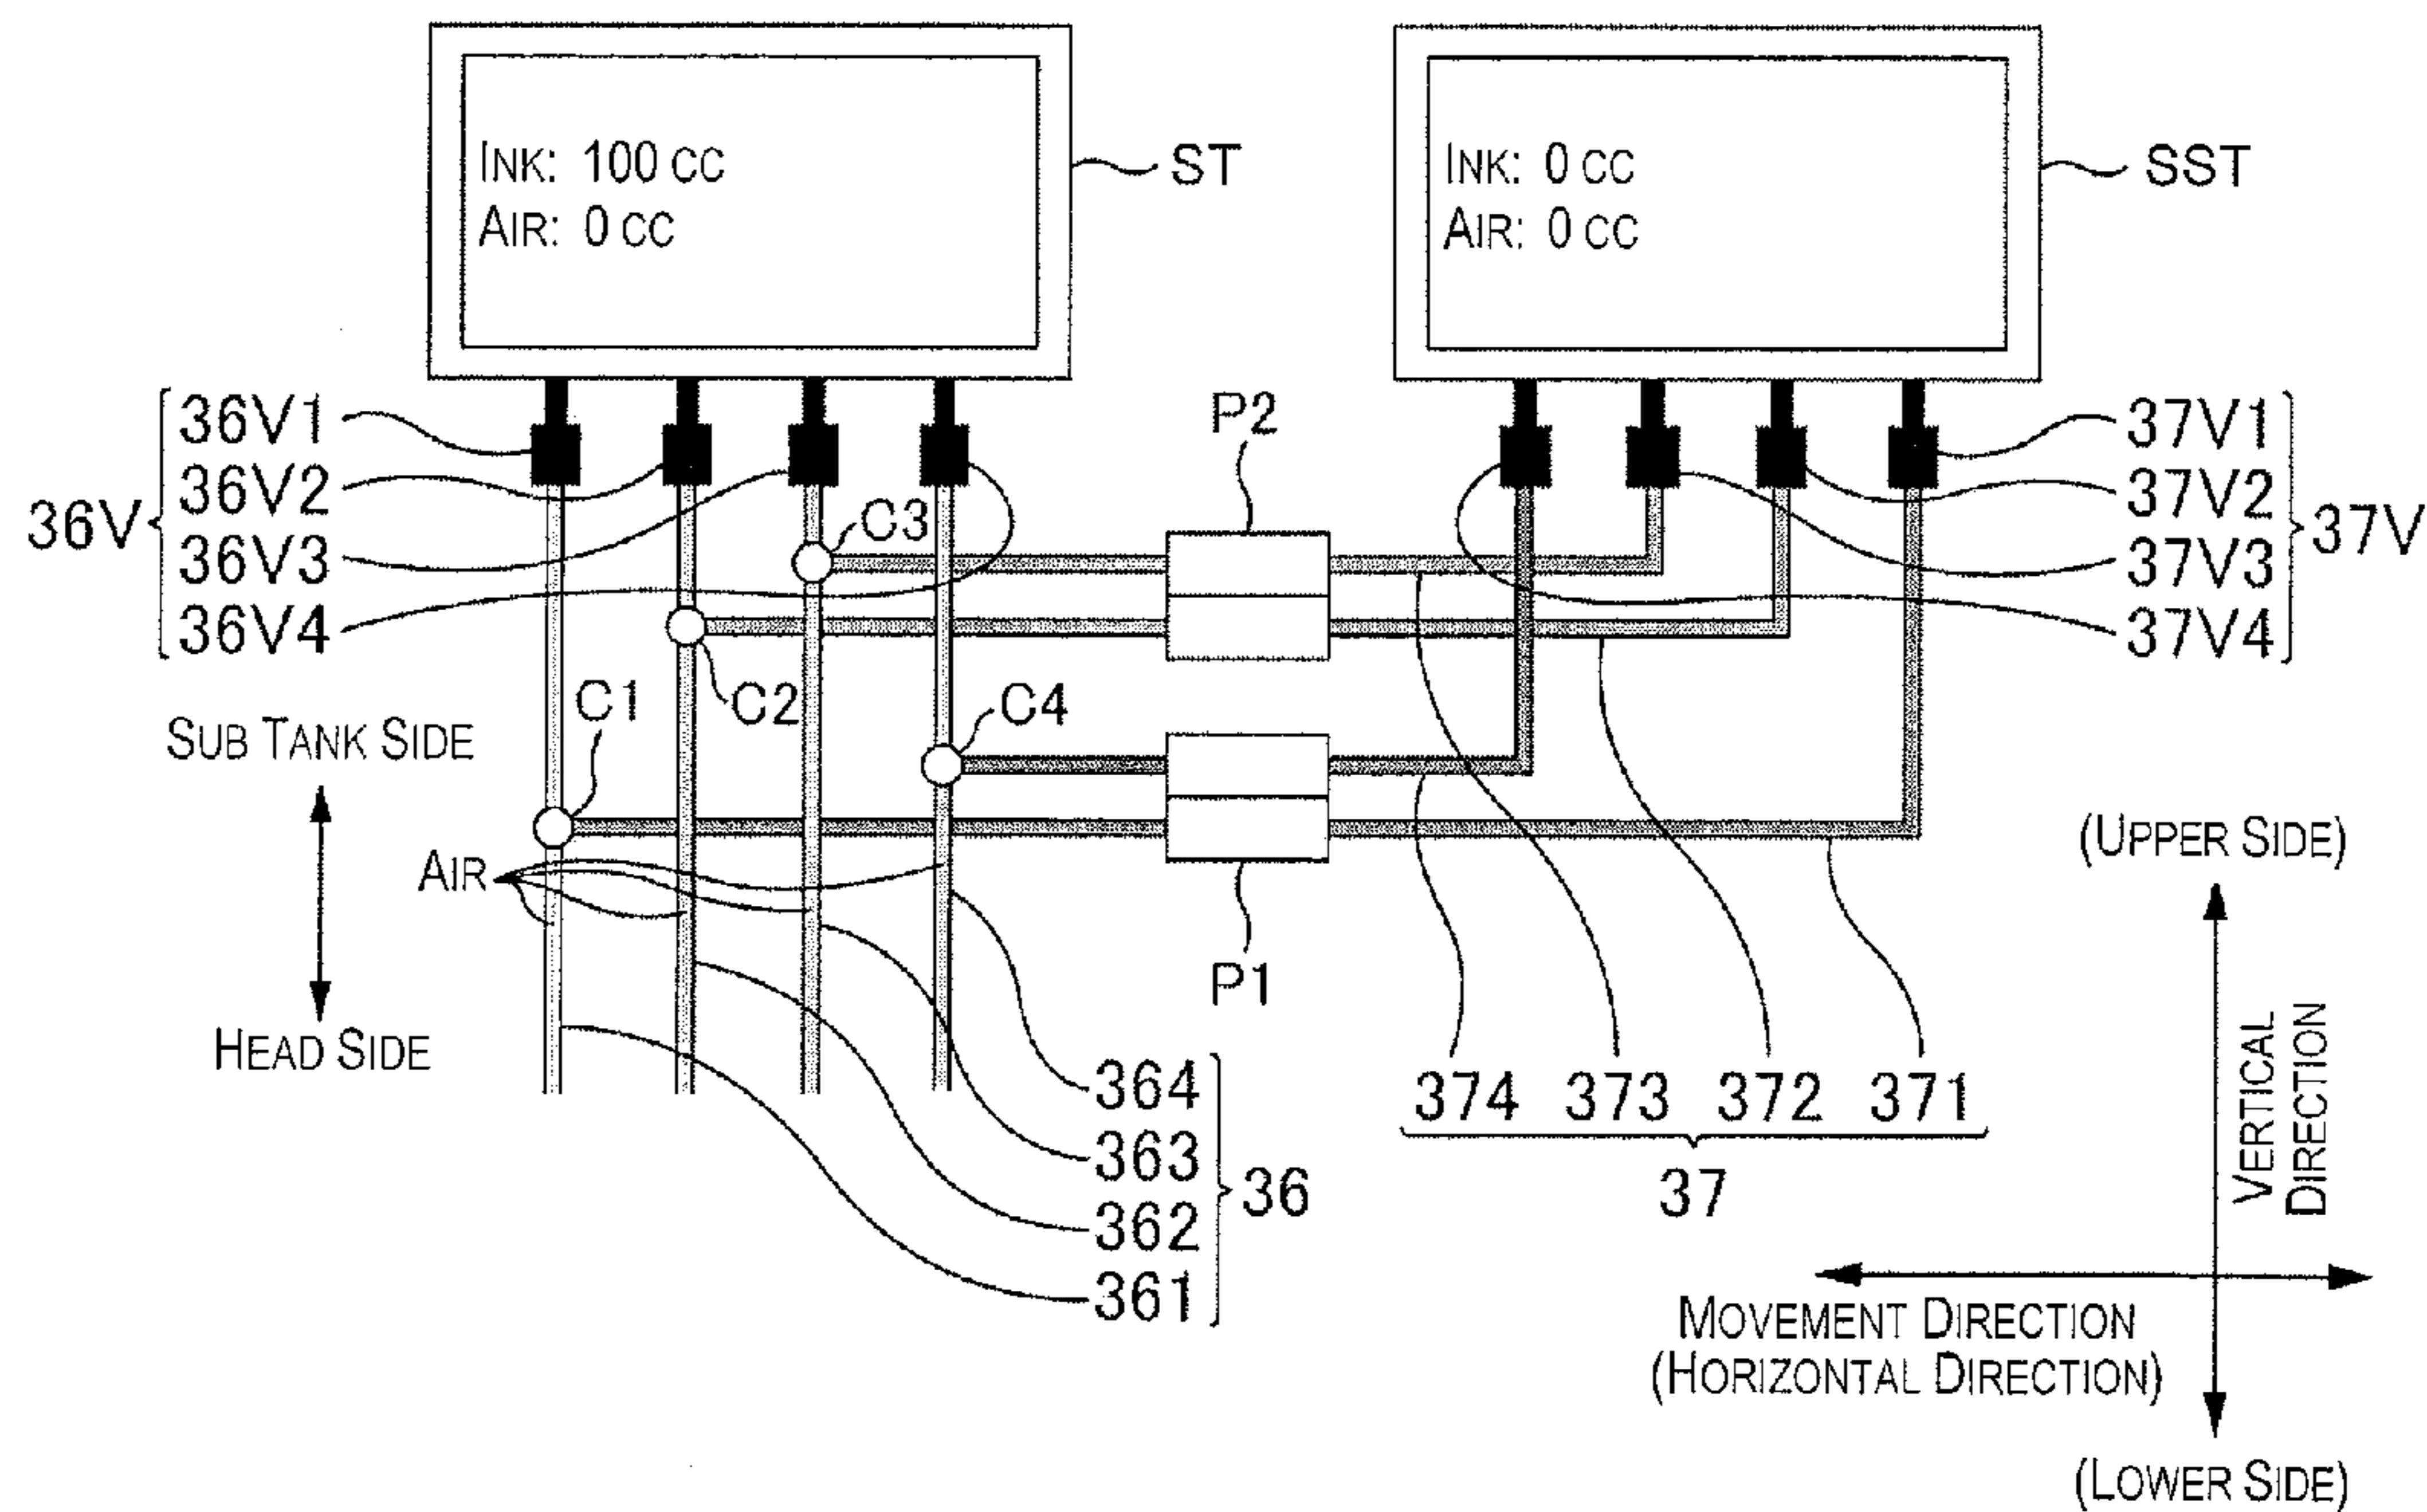 INK: 100 CC
AIR: 0 CC
ST
INK: 0 CC
AIR: 0 CC
SST
36V
36V1
36V2
36V3
36V4
P2
37V1
37V2
37V3
37V4
37V
C3
C2
C1
C4
SUB TANK SIDE
HEAD SIDE
AIR
P1
(UPPER SIDE)
VERTICAL
DIRECTION
364
363
362
361
36
374 373 372 371
37
MOVEMENT DIRECTION
(HORIZONTAL DIRECTION)
(LOWER SIDE)